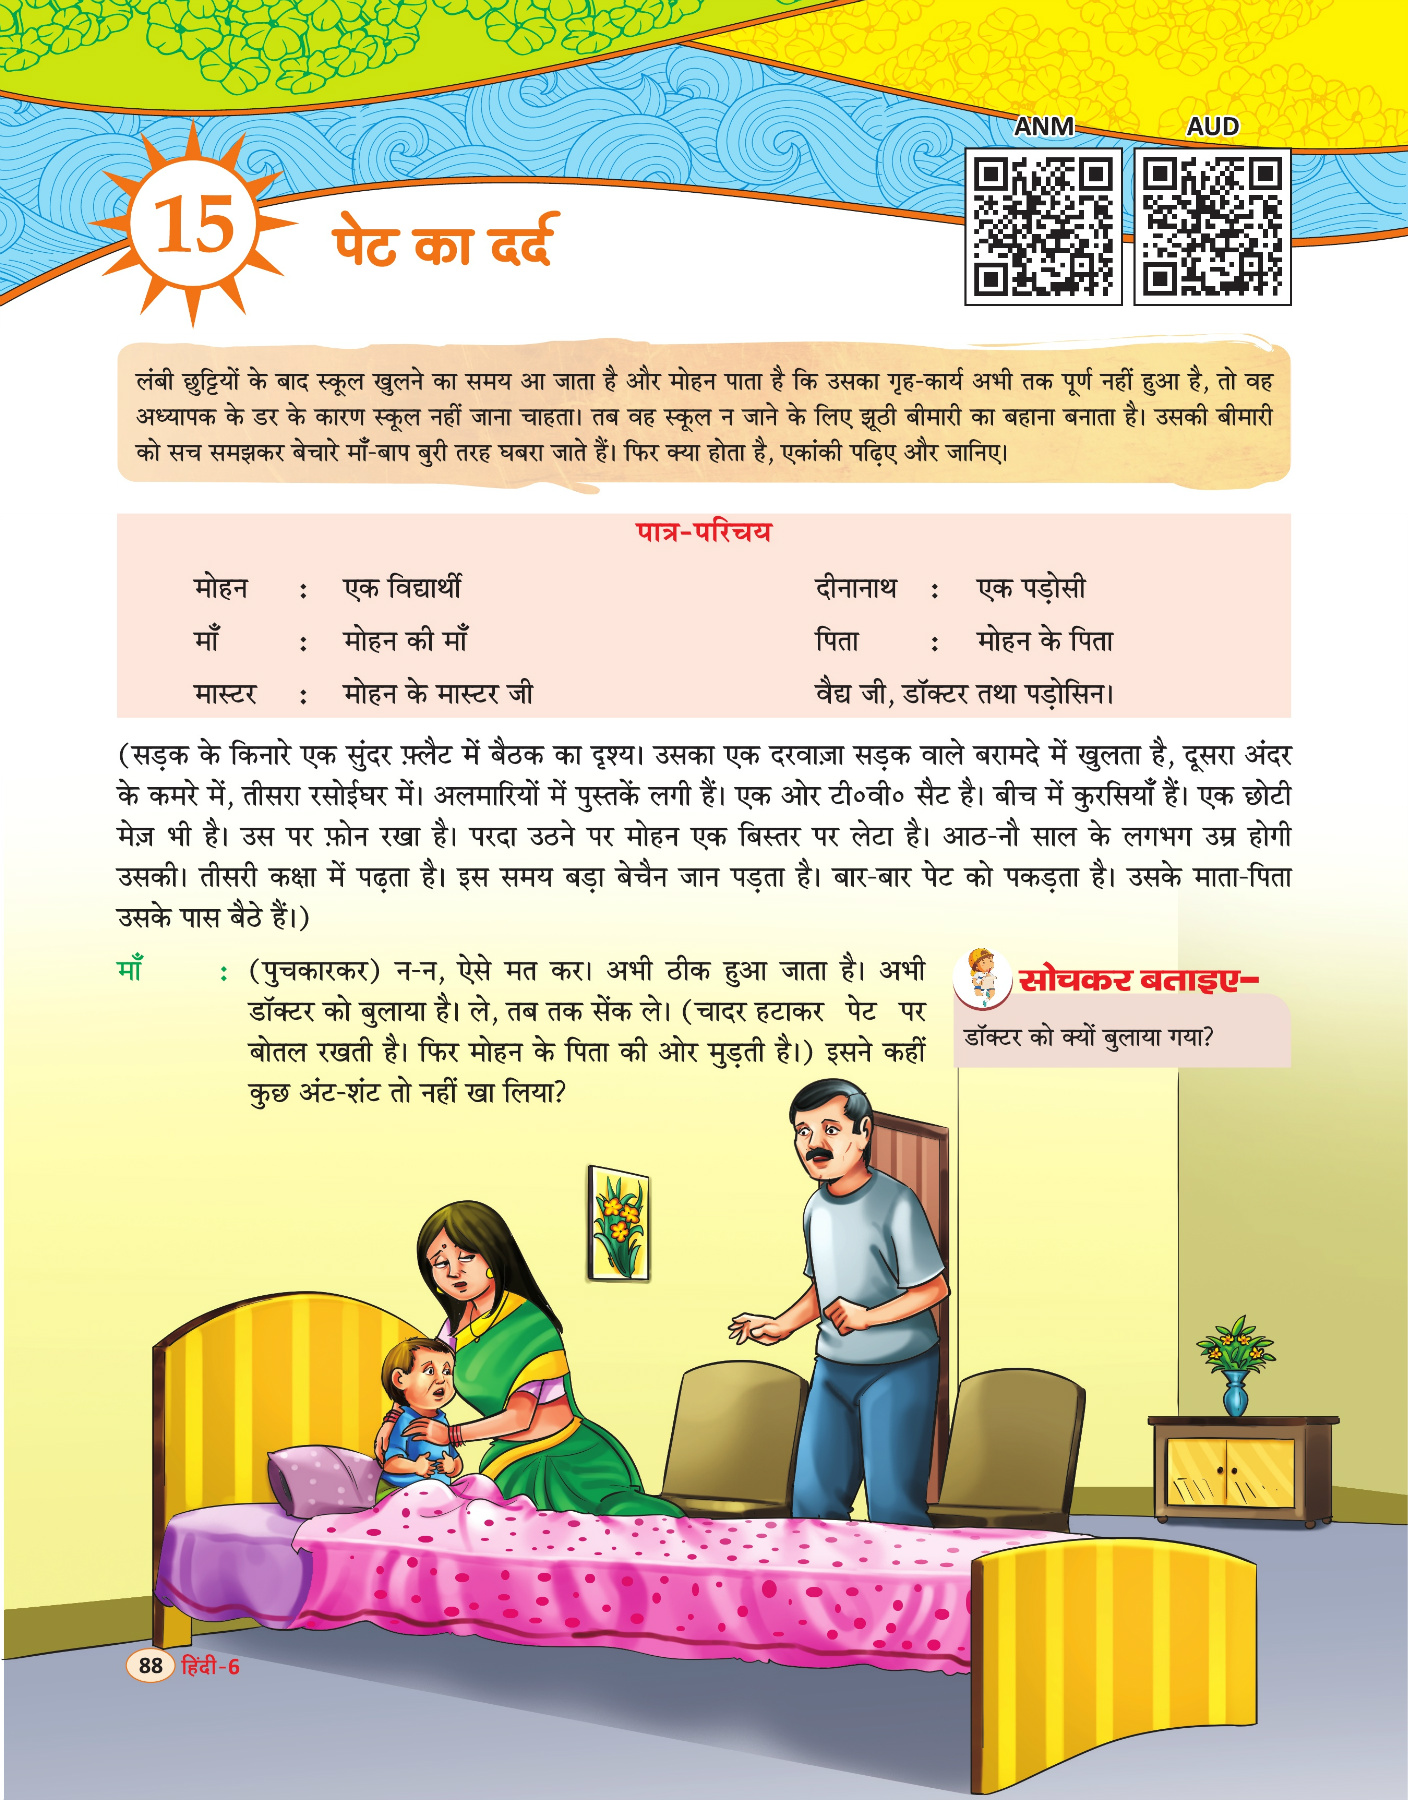 ANM
AUD
15
पेट का दर्द
लंबी छुट्टियों के बाद स्कूल खुलने का समय आ जाता है और मोहन पाता है कि उसका गृह-कार्य अभी तक पूर्ण नहीं हुआ है, तो वह
अध्यापक के डर के कारण स्कूल नहीं जाना चाहता। तब वह स्कूल न जाने के लिए झूठी बीमारी का बहाना बनाता है। उसकी बीमारी
को सच समझकर बेचारे माँ-बाप बुरी तरह घबरा जाते हैं। फिर क्या होता है, एकांकी पढ़िए और जानिए।
पात्र-परिचय
मोहन : एक विद्यार्थी दीनानाथ : एक पड़ोसी
माँ : मोहन की माँ पिता : मोहन के पिता
मास्टर : मोहन के मास्टर जी वैद्य जी, डॉक्टर तथा पड़ोसिन।
(सड़क के किनारे एक सुंदर फ़्लैट में बैठक का दृश्य। उसका एक दरवाज़ा सड़क वाले बरामदे में खुलता है, दूसरा अंदर
के कमरे में, तीसरा रसोईघर में। अलमारियों में पुस्तकें लगी हैं। एक ओर टी०वी० सैट है। बीच में कुरसियाँ हैं। एक छोटी
मेज़ भी है। उस पर फ़ोन रखा है। परदा उठने पर मोहन एक बिस्तर पर लेटा है। आठ-नौ साल के लगभग उम्र होगी
उसकी। तीसरी कक्षा में पढ़ता है। इस समय बड़ा बेचैन जान पड़ता है। बार-बार पेट को पकड़ता है। उसके माता-पिता
उसके पास बैठे हैं।)
माँ : (पुचकारकर) न-न, ऐसे मत कर। अभी ठीक हुआ जाता है। अभी
डॉक्टर को बुलाया है। ले, तब तक सेंक ले। (चादर हटाकर पेट पर
बोतल रखती है। फिर मोहन के पिता की ओर मुड़ती है।) इसने कहीं
कुछ अंट-शंट तो नहीं खा लिया?
सोचकर बताइए–
डॉक्टर को क्यों बुलाया गया?
88 हिंदी-6